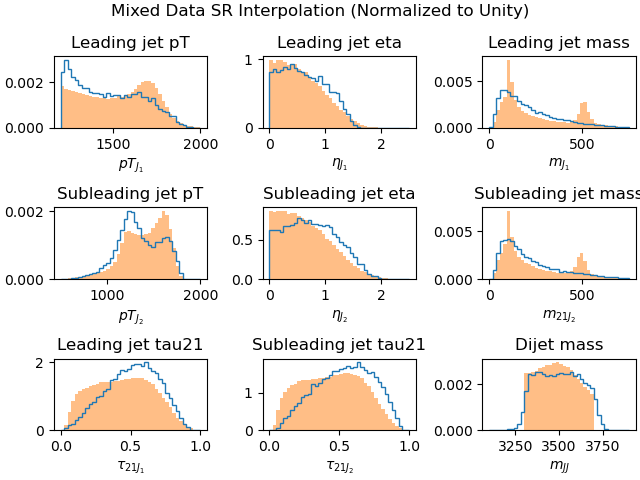 Mixed Data SR Interpolation (Normalized to Unity)
Leading jet pT
Leading jet eta
Leading jet mass
0.002
0.000
1500
2000
pT_{J_1}
1
0
0
1
2
η_{J_1}
0.005
0.000
0
500
m_{J_1}
Subleading jet pT
Subleading jet eta
Subleading jet mass
0.002
0.000
1000
2000
pT_{J_2}
0.5
0.0
0
1
2
η_{J_2}
0.005
0.000
0
500
m_{21J_2}
Leading jet tau21
Subleading jet tau21
Dijet mass
2
0
0.0
0.5
1.0
τ_{21J_1}
1
0
0.0
0.5
1.0
τ_{21J_2}
0.002
0.000
3250
3500
3750
m_{JJ}